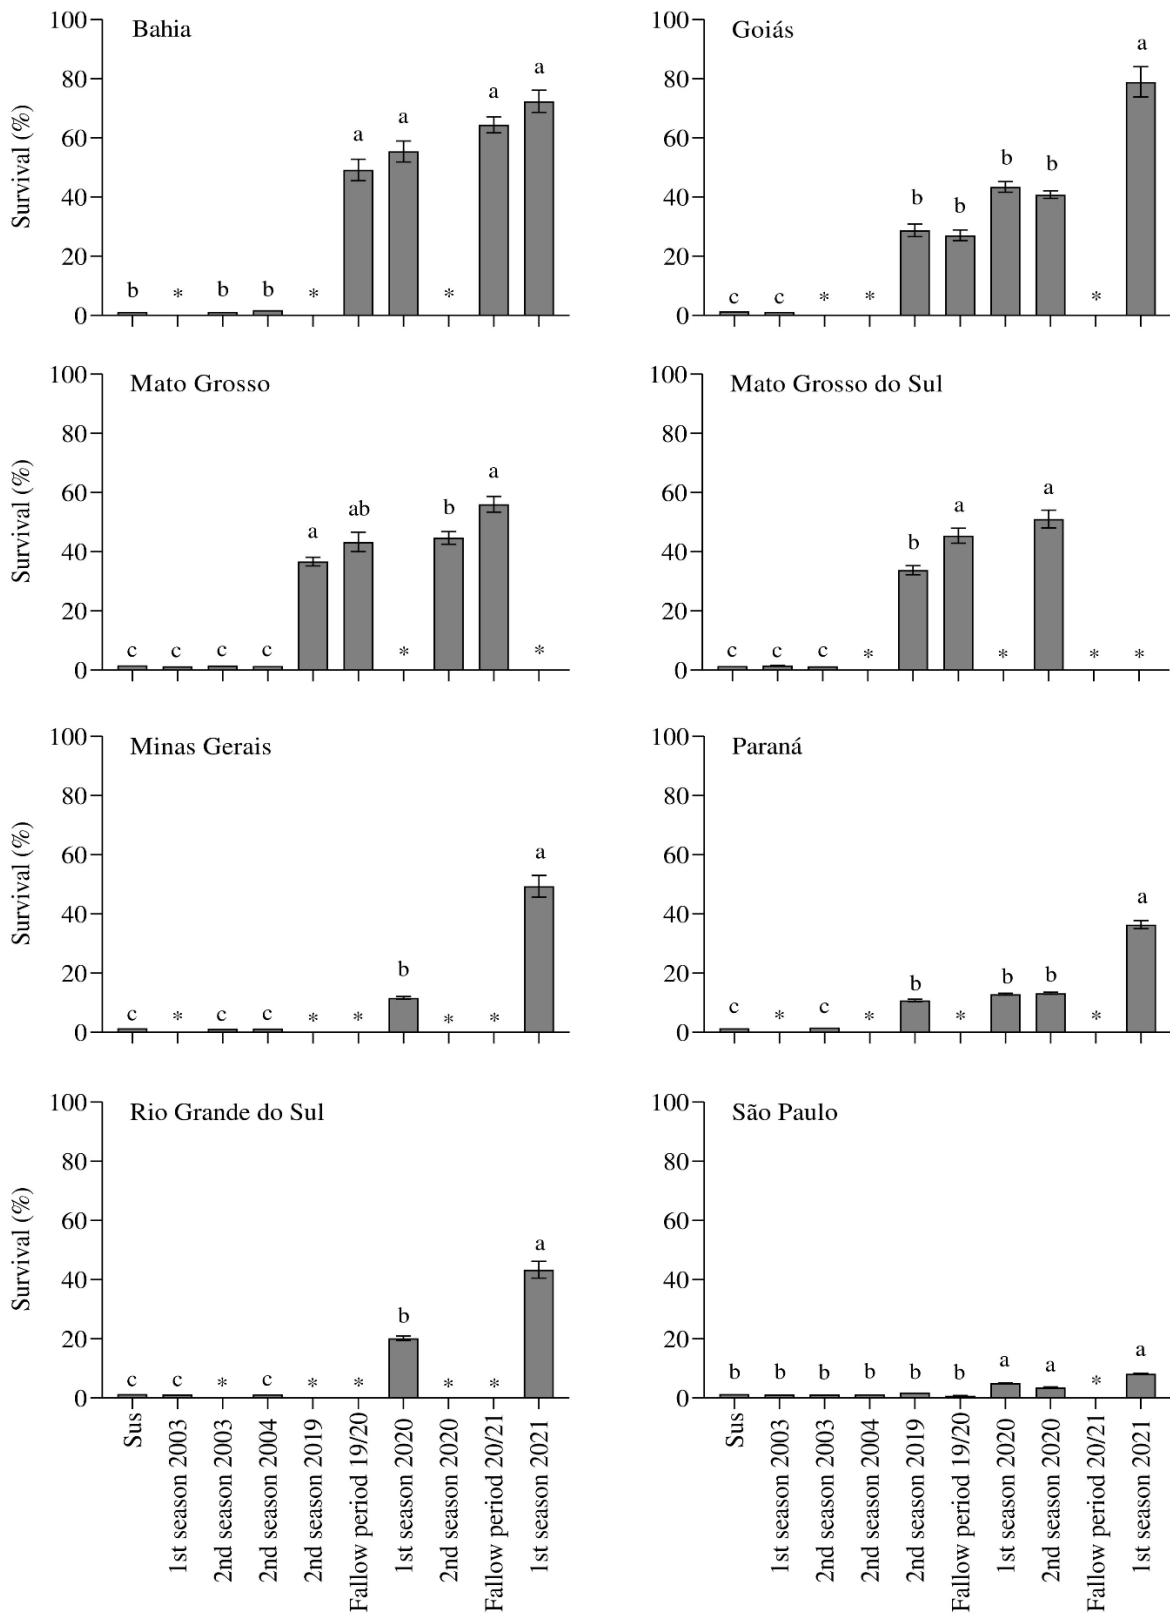 Bahia
Survival (%)
100
80
60
40
20
0
b * b b * a a * a a
Goiás
100
80
60
40
20
0
c c * * b b b b * a
Mato Grosso
Survival (%)
100
80
60
40
20
0
c c c c a ab * b a *
Mato Grosso do Sul
100
80
60
40
20
0
c c c * b a * a * *
Minas Gerais
Survival (%)
100
80
60
40
20
0
c * c c * * b * * a
Paraná
100
80
60
40
20
0
c * c * b * b b * a
Rio Grande do Sul
Survival (%)
100
80
60
40
20
0
c c * c * * b * * a
Sus
1st season 2003
2nd season 2003
2nd season 2004
2nd season 2019
Fallow period 19/20
1st season 2020
2nd season 2020
Fallow period 20/21
1st season 2021
São Paulo
100
80
60
40
20
0
b b b b b b a a * a
Sus
1st season 2003
2nd season 2003
2nd season 2004
2nd season 2019
Fallow period 19/20
1st season 2020
2nd season 2020
Fallow period 20/21
1st season 2021